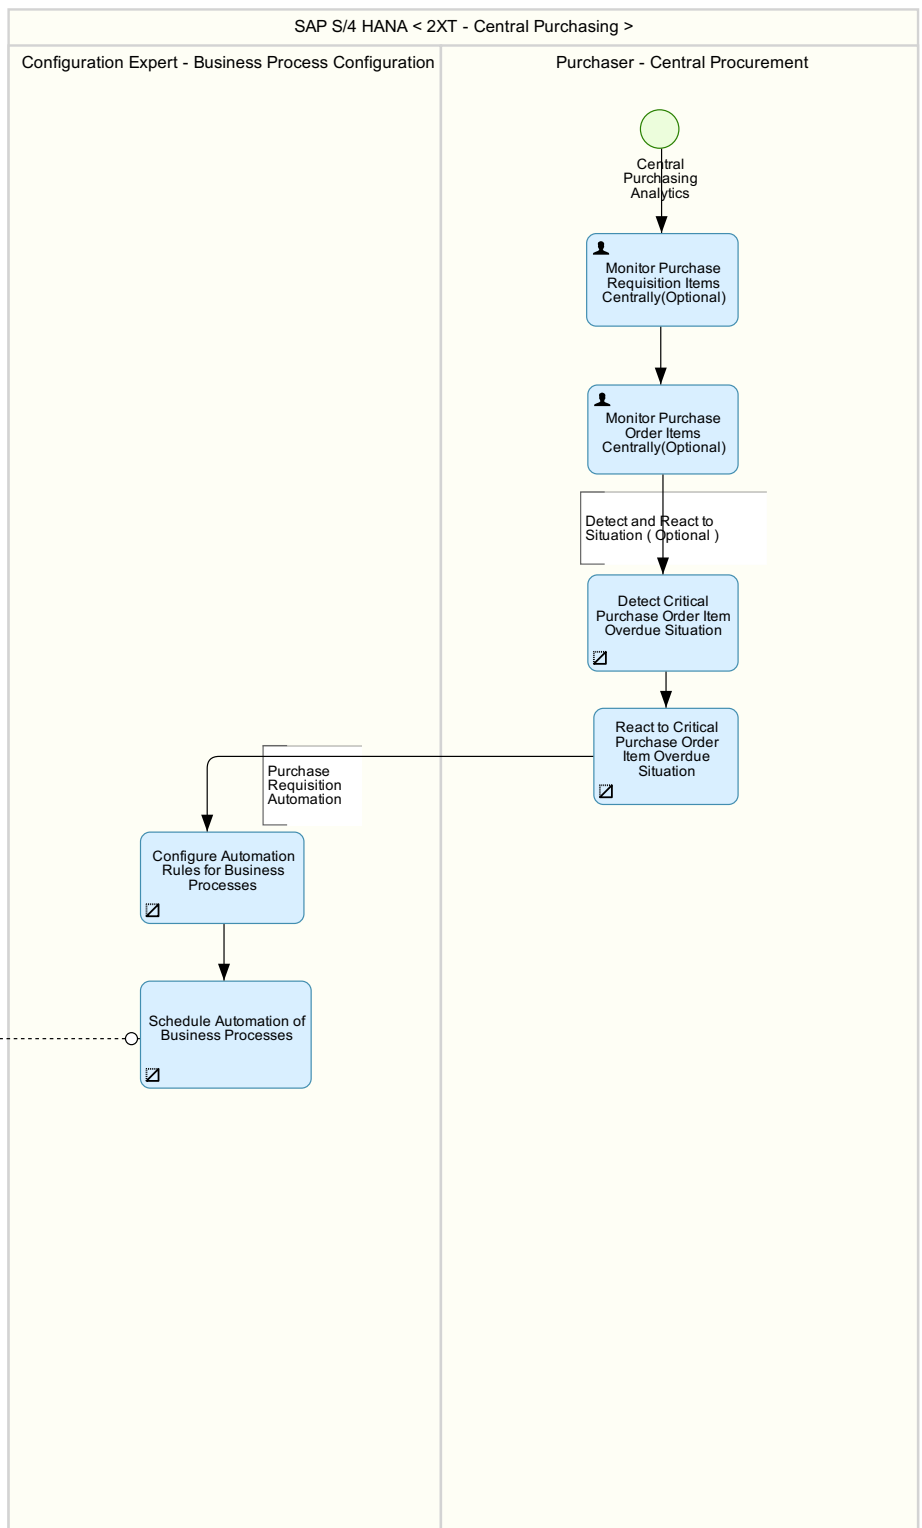 SAP S/4 HANA < 2XT - Central Purchasing >
Configuration Expert - Business Process Configuration
Purchaser - Central Procurement
Central
Purchasing
Analytics
Monitor Purchase
Requisition Items
Centrally(Optional)
Monitor Purchase
Order Items
Centrally(Optional)
Detect and React to
Situation ( Optional )
Detect Critical
Purchase Order Item
Overdue Situation
React to Critical
Purchase Order
Item Overdue
Situation
Purchase
Requisition
Automation
Configure Automation
Rules for Business
Processes
Schedule Automation of
Business Processes